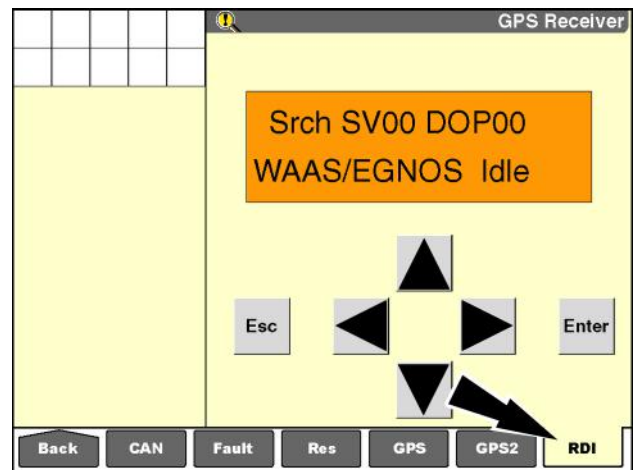 GPS Receiver
Srch SV00 DOP00
WAAS/EGNOS Idle
Esc
Enter
Back CAN Fault Res GPS GPS2 RDI